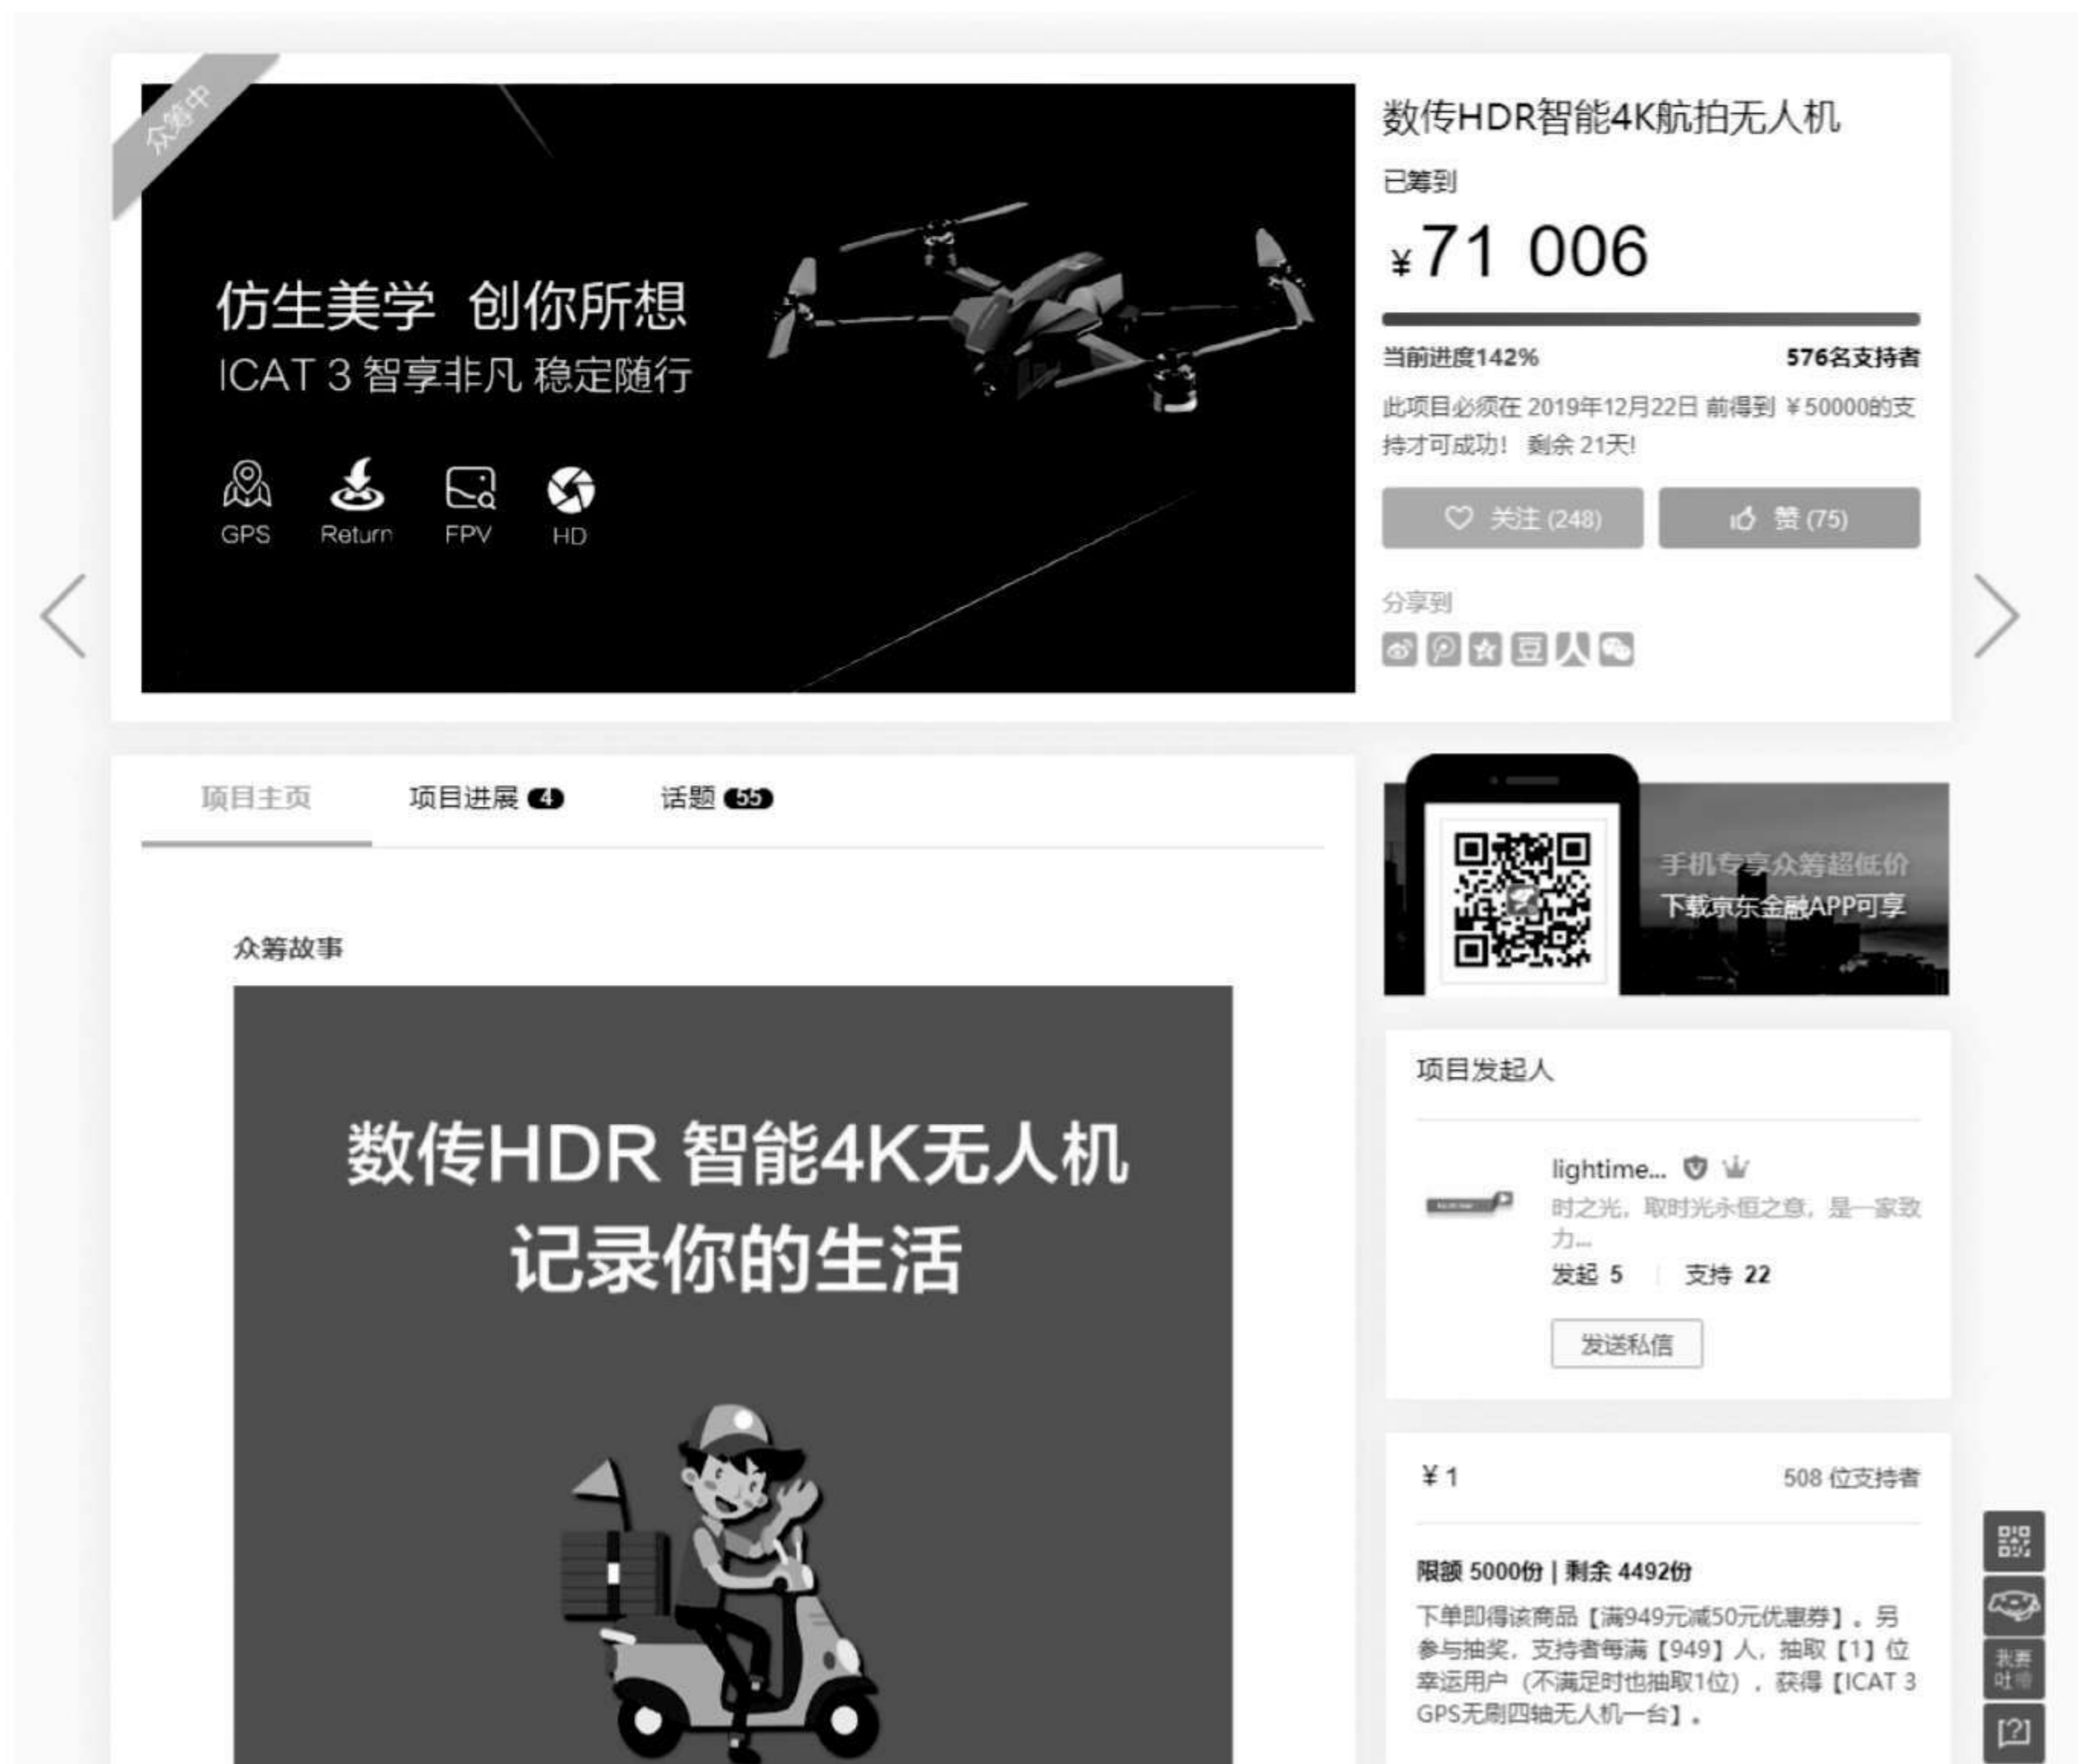 众筹中
仿生美学 创你所想
ICAT 3 智享非凡 稳定随行
GPS Return FPV HD
数传HDR智能4K航拍无人机
已筹到
¥71 006
当前进度142% 576名支持者
此项目必须在 2019年12月22日 前得到 ¥50000的支
持才可成功! 剩余 21天!
关注 (248) 赞 (75)
分享到
豆 人
项目主页 项目进展 4 话题 55
众筹故事
数传HDR 智能4K无人机
记录你的生活
手机专享众筹超低价
下载京东金融APP可享
项目发起人
lightime...
时之光，取时光永恒之意，是一家致
力...
发起 5 支持 22
发送私信
¥ 1 508 位支持者
限额 5000份 | 剩余 4492份
下单即得该商品【满949元减50元优惠券】。另
参与抽奖，支持者每满【949】人，抽取【1】位
幸运用户（不满足时也抽取1位），获得【ICAT 3
GPS无刷四轴无人机一台】。
我要
[?]